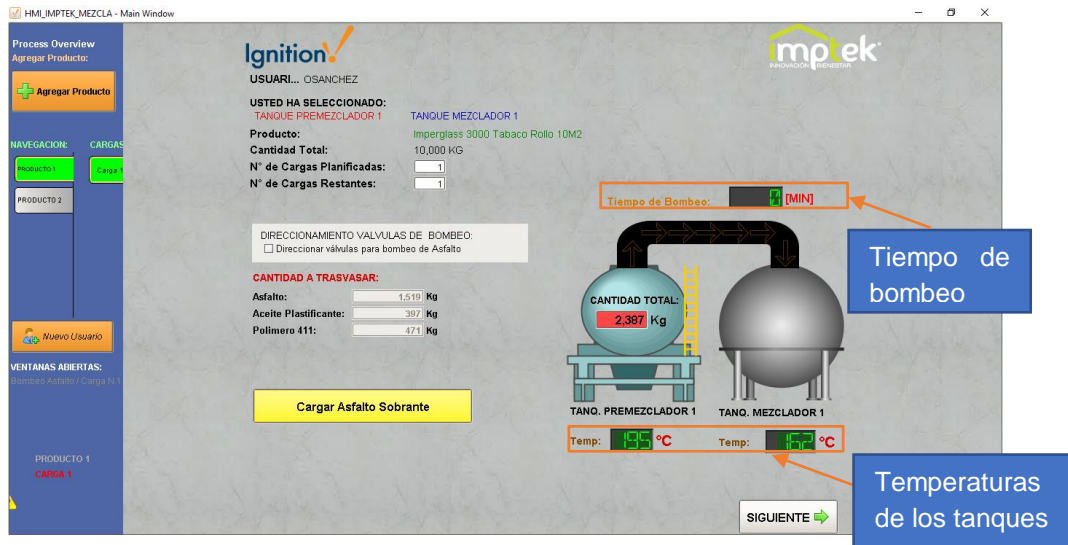 HMI_IMPTEK_MEZCLA - Main Window
Process Overview
Agregar Producto:
Agregar Producto
NAVEGACION: CARGAS
PRODUCTO 1
Carga 1
PRODUCTO 2
Nuevo Usuario
VENTANAS ABIERTAS:
Bombeo Asfalto / Carga N.1
PRODUCTO 1
CARGA 1
Ignition!
imptek
INNOVACIÓN BIENESTAR
USUARI... OSANCHEZ
USTED HA SELECCIONADO:
TANQUE PREMEZCLADOR 1 TANQUE MEZCLADOR 1
Producto: Imperglass 3000 Tabaco Rollo 10M2
Cantidad Total: 10,000 KG
N° de Cargas Planificadas: 1
N° de Cargas Restantes: 1
DIRECCIONAMIENTO VALVULAS DE BOMBEO:
Direccionar válvulas para bombeo de Asfalto
CANTIDAD A TRASVASAR:
Asfalto: 1,519 Kg
Aceite Plastificante: 397 Kg
Polimero 411: 471 Kg
Cargar Asfalto Sobrante
Tiempo de Bombeo: 0 [MIN]
CANTIDAD TOTAL:
2,387 Kg
TANQ. PREMEZCLADOR 1 TANQ. MEZCLADOR 1
Temp: 195 °C Temp: 162 °C
SIGUIENTE
Tiempo de
bombeo
Temperaturas
de los tanques